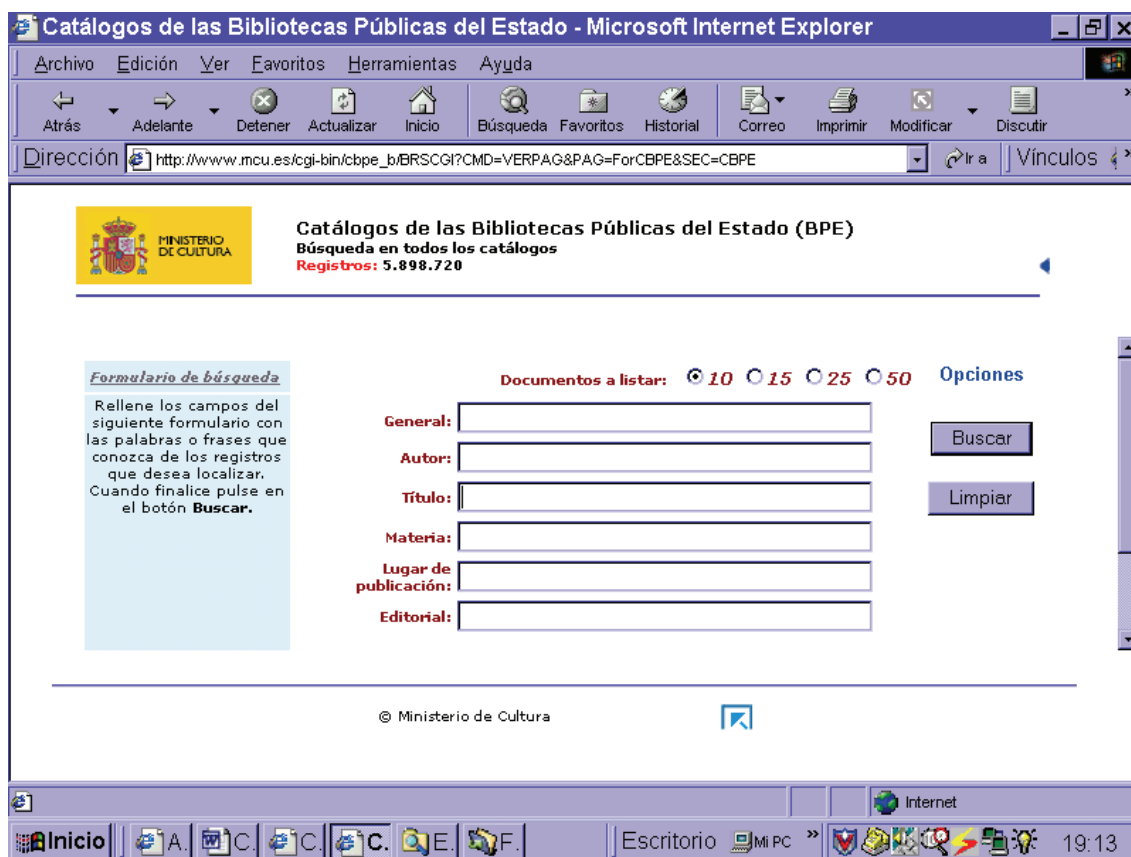 Catálogos de las Bibliotecas Públicas del Estado - Microsoft Internet Explorer
Archivo Edición Ver Favoritos Herramientas Ayuda
Atrás Adelante Detener Actualizar Inicio Búsqueda Favoritos Historial Correo Imprimir Modificar Discutir
Dirección http://www.mcu.es/cgi-bin/cbpe_b/BRSCGI?CMD=VERPAG&PAG=ForCBPE&SEC=CBPE Ir a Vínculos
MINISTERIO
DE CULTURA
Catálogos de las Bibliotecas Públicas del Estado (BPE)
Búsqueda en todos los catálogos
Registros: 5.898.720
Formulario de búsqueda
Rellene los campos del
siguiente formulario con
las palabras o frases que
conozca de los registros
que desea localizar.
Cuando finalice pulse en
el botón Buscar.
Documentos a listar: 10 15 25 50 Opciones
General:
Autor:
Título:
Materia:
Lugar de
publicación:
Editorial:
Buscar
Limpiar
© Ministerio de Cultura
Internet
Inicio A. C. C. C. E. F. Escritorio Mi PC » 19:13